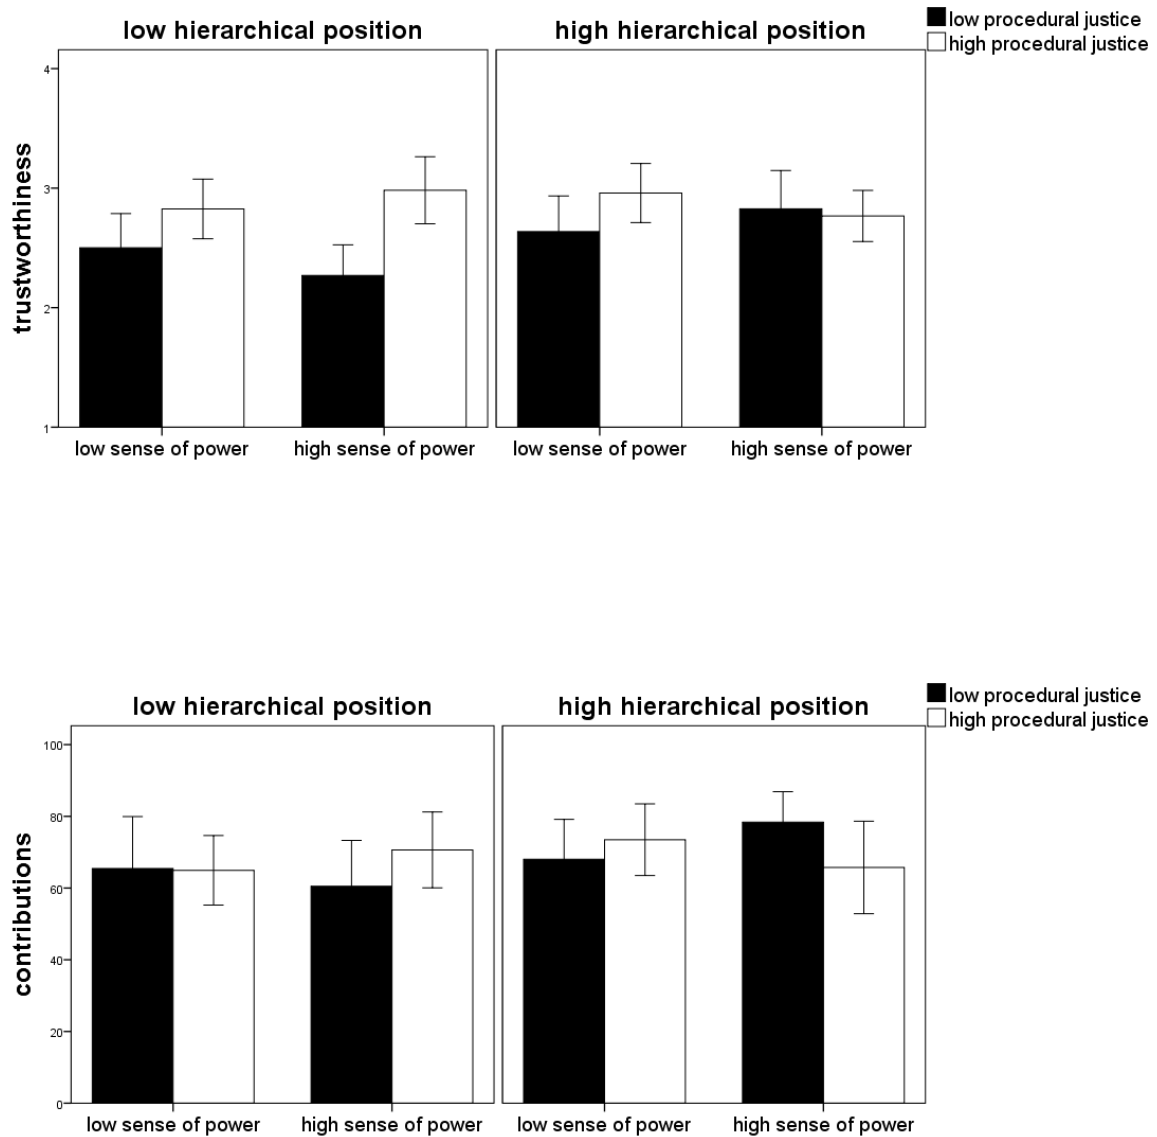 low hierarchical position
high hierarchical position
low procedural justice
high procedural justice
trustworthiness
4
3
2
1
low sense of power
high sense of power
low sense of power
high sense of power
low hierarchical position
high hierarchical position
low procedural justice
high procedural justice
contributions
100
80
60
40
20
0
low sense of power
high sense of power
low sense of power
high sense of power